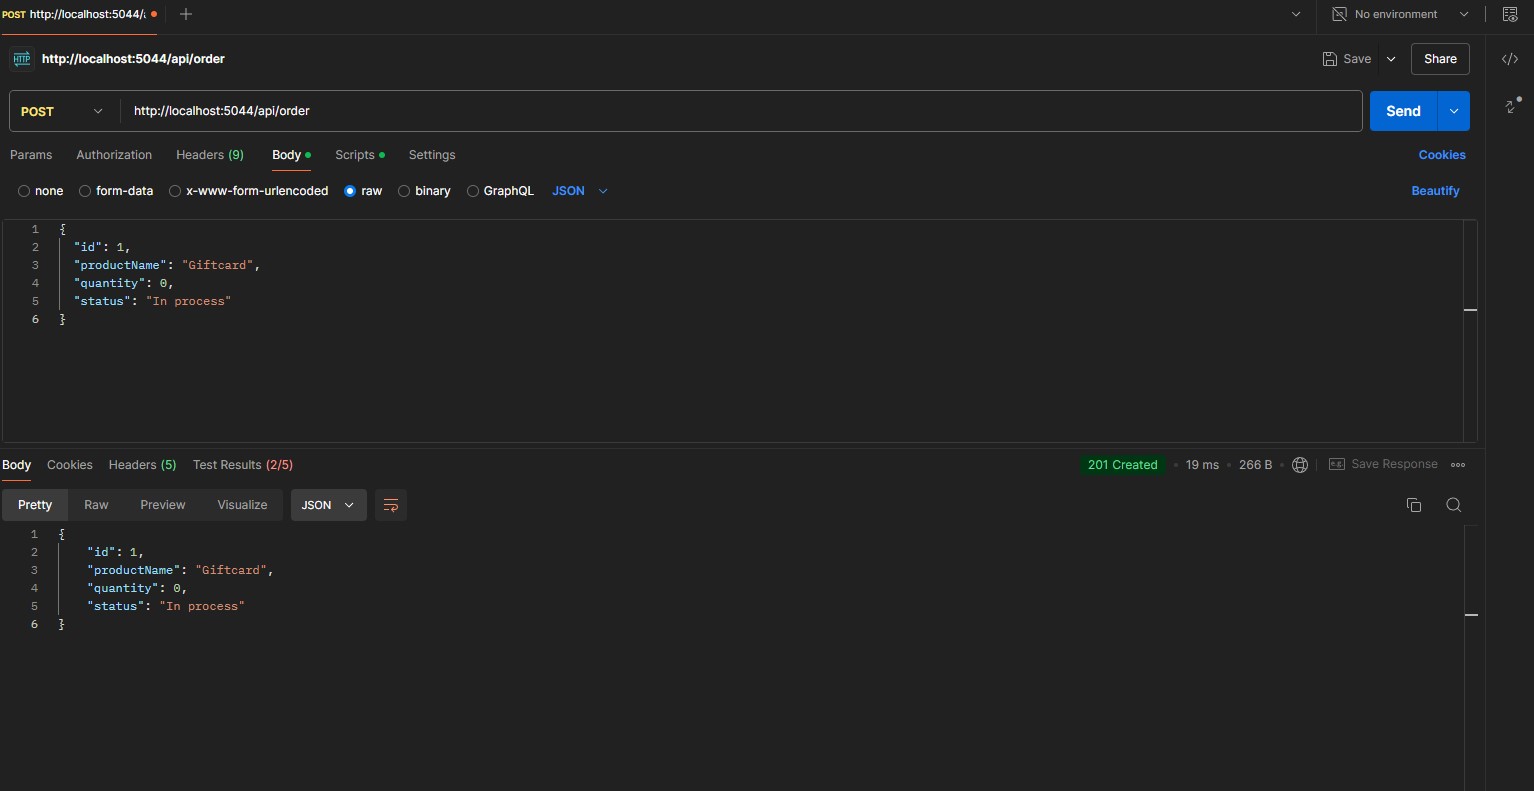 POST http://localhost:5044/a
No environment
HTTP http://localhost:5044/api/order
Save
Share
POST http://localhost:5044/api/order
Send
Params Authorization Headers (9) Body Scripts Settings
Cookies
none form-data x-www-form-urlencoded raw binary GraphQL JSON
Beautify
1 {
2 "id": 1,
3 "productName": "Giftcard",
4 "quantity": 0,
5 "status": "In process"
6 }
Body Cookies Headers (5) Test Results (2/5)
201 Created 19 ms 266 B
e.g. Save Response
Pretty Raw Preview Visualize JSON
1 {
2 "id": 1,
3 "productName": "Giftcard",
4 "quantity": 0,
5 "status": "In process"
6 }